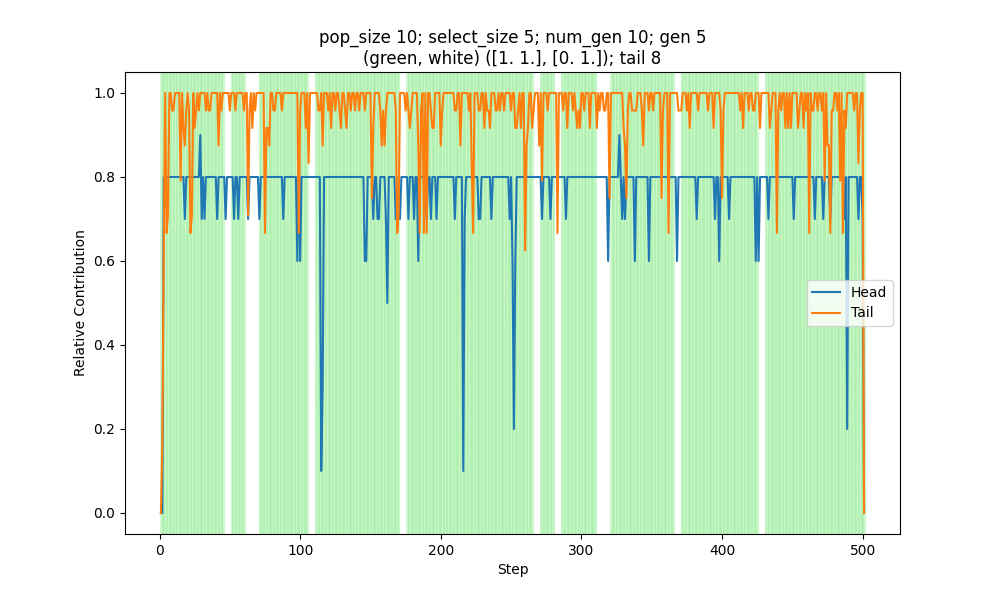 pop_size 10; select_size 5; num_gen 10; gen 5
(green, white) ([1. 1.], [0. 1.]); tail 8
Relative Contribution
1.0
0.8
0.6
0.4
0.2
0.0
Head
Tail
0
100
200
300
400
500
Step